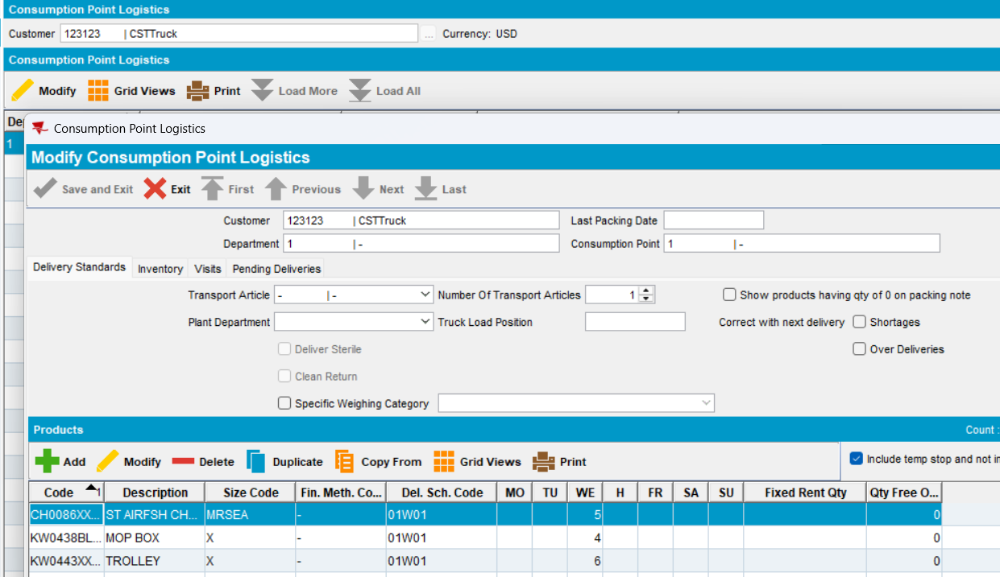 Consumption Point Logistics
Customer 123123 | CSTTruck ... Currency: USD
Consumption Point Logistics
Modify Grid Views Print Load More Load All
1
Consumption Point Logistics
Modify Consumption Point Logistics
Save and Exit Exit First Previous Next Last
Customer 123123 | CSTTruck Last Packing Date
Department 1 | - Consumption Point 1 | -
Delivery Standards Inventory Visits Pending Deliveries
Transport Article - | - Number Of Transport Articles 1 Show products having qty of 0 on packing note
Plant Department Truck Load Position Correct with next delivery Shortages
Deliver Sterile Over Deliveries
Clean Return
Specific Weighing Category
Products Count :
Add Modify Delete Duplicate Copy From Grid Views Print Include temp stop and not
Code 1 Description Size Code Fin. Meth. Co... Del. Sch. Code MO TU WE H FR SA SU Fixed Rent Qty Qty Free O...
CH0086XX... ST AIRFSH CH... MRSEA - 01W01 5 0
KW0438BL... MOP BOX X - 01W01 4 0
KW0443XX... TROLLEY X - 01W01 6 0